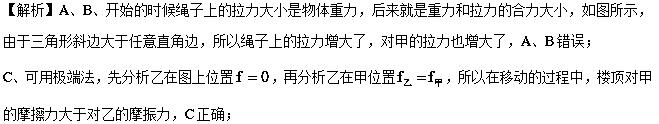 【解析】A、B、开始的时候绳子上的拉力大小是物体重力，后来就是重力和拉力的合力大小，如图所示，
由于三角形斜边大于任意直角边，所以绳子上的拉力增大了，对甲的拉力也增大了，A、B错误；
C、可用极端法，先分析乙在图上位置f＝0，再分析乙在甲位置f乙＝f甲，所以在移动的过程中，楼顶对甲
的摩擦力大于对乙的摩振力，C正确；